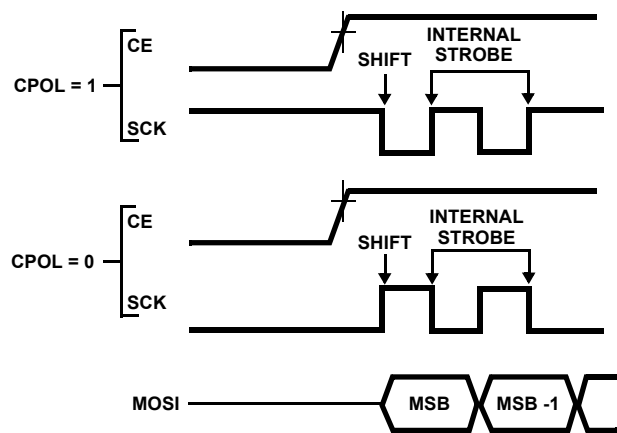 CE
INTERNAL
STROBE
SHIFT
CPOL = 1
SCK
CE
INTERNAL
STROBE
SHIFT
CPOL = 0
SCK
MOSI
MSB
MSB -1